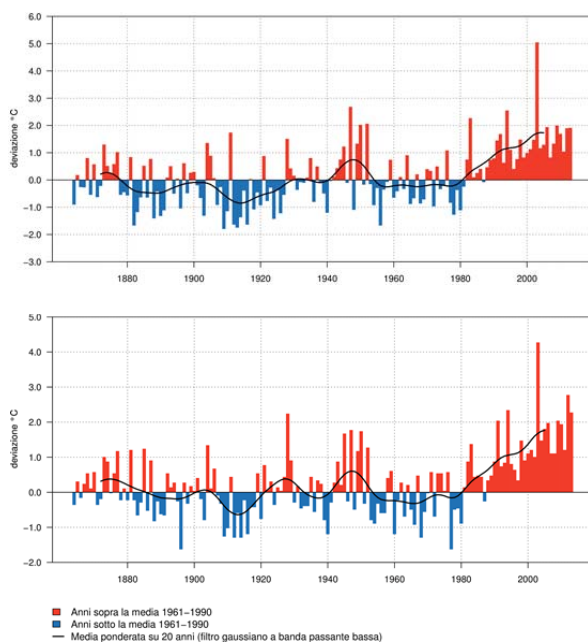 deviazione °C
6.0
5.0
4.0
3.0
2.0
1.0
0.0
-1.0
-2.0
-3.0
1880 1900 1920 1940 1960 1980 2000
deviazione °C
5.0
4.0
3.0
2.0
1.0
0.0
-1.0
-2.0
1880 1900 1920 1940 1960 1980 2000
Anni sopra la media 1961-1990
Anni sotto la media 1961-1990
Media ponderata su 20 anni (filtro gaussiano a banda passante bassa)